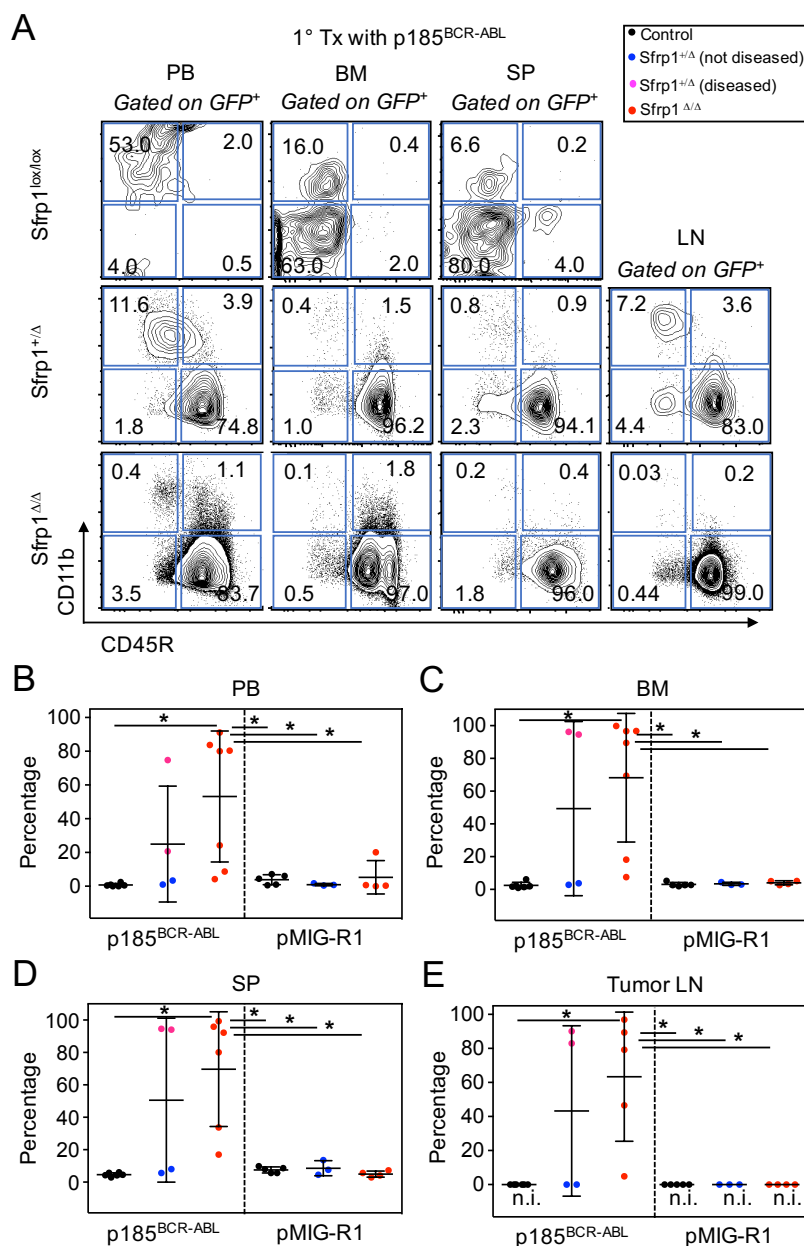 A
1° Tx with p185BCR-ABL
Control
Sfrp1+/Δ (not diseased)
Sfrp1+/Δ (diseased)
Sfrp1Δ/Δ
PB
BM
SP
Gated on GFP+
Gated on GFP+
Gated on GFP+
Sfrp1lox/lox
53.0
2.0
16.0
0.4
6.6
0.2
4.0
0.5
63.0
2.0
80.0
4.0
LN
Gated on GFP+
Sfrp1+/Δ
11.6
3.9
0.4
1.5
0.8
0.9
7.2
3.6
1.8
74.8
1.0
96.2
2.3
94.1
4.4
83.0
Sfrp1Δ/Δ
0.4
1.1
0.1
1.8
0.2
0.4
0.03
0.2
3.5
83.7
0.5
97.0
1.8
96.0
0.44
99.0
CD11b
CD45R
B
PB
Percentage
100
80
60
40
20
0
*
*
*
*
p185BCR-ABL
pMIG-R1
C
BM
Percentage
100
80
60
40
20
0
*
*
*
p185BCR-ABL
pMIG-R1
D
SP
Percentage
100
80
60
40
20
0
*
*
*
*
p185BCR-ABL
pMIG-R1
E
Tumor LN
Percentage
100
80
60
40
20
0
*
*
*
*
n.i.
n.i.
n.i.
n.i.
p185BCR-ABL
pMIG-R1